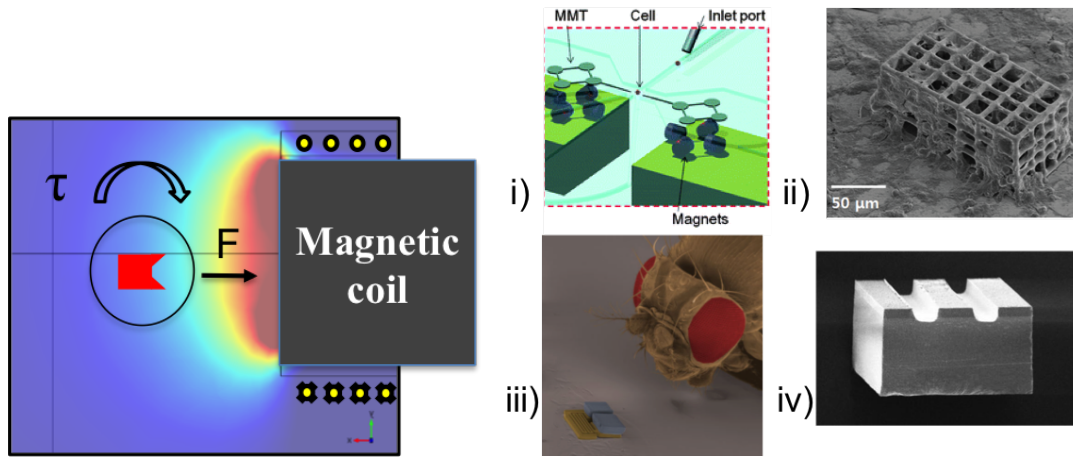 τ
F
Magnetic
coil
Y
X
i)
MMT
Cell
Inlet port
Magnets
ii)
50 μm
iii)
iv)